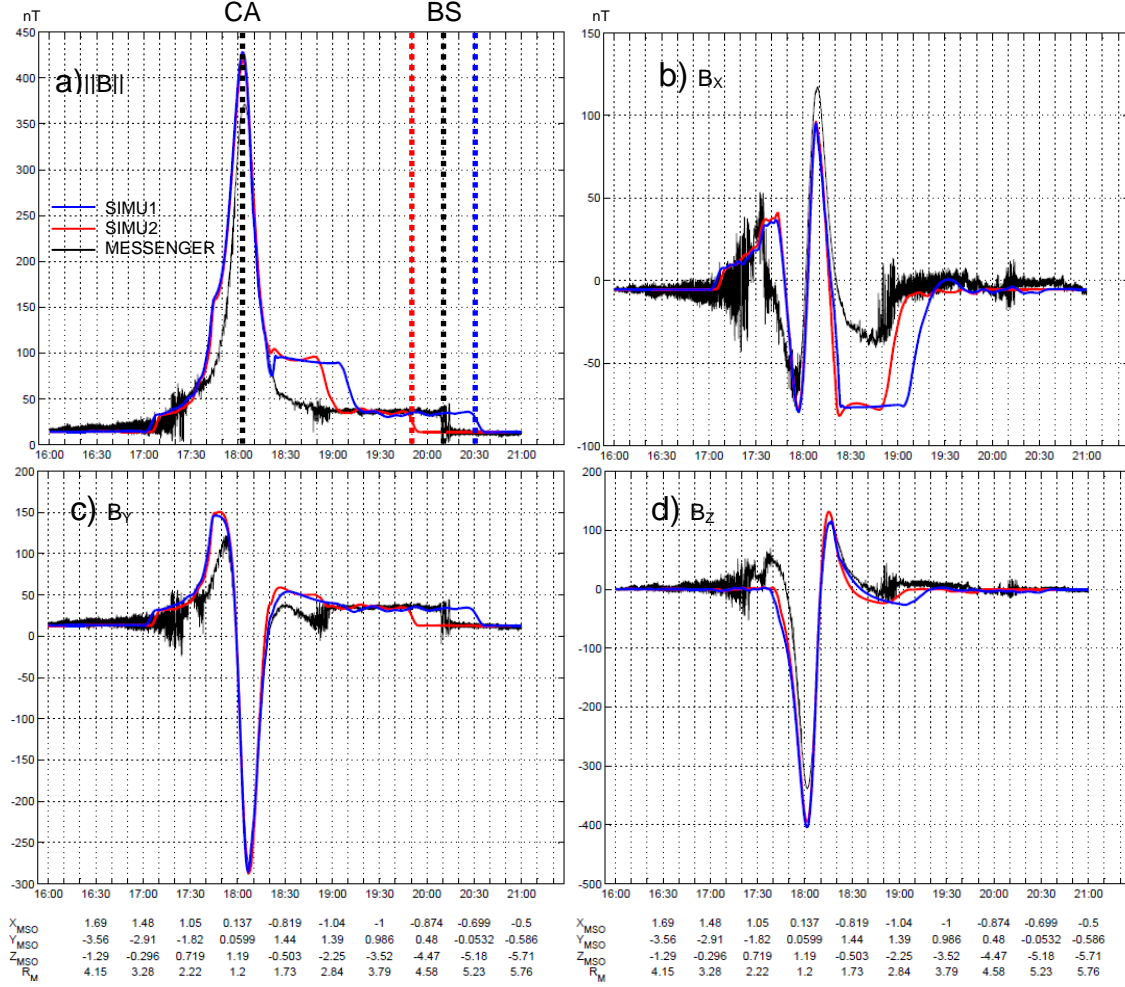 CA BS
nT
450
400
350
300
250
200
150
100
50
0
a) ||B||
SIMU1
SIMU2
MESSENGER
16:00 16:30 17:00 17:30 18:00 18:30 19:00 19:30 20:00 20:30 21:00
nT
150
100
50
0
-50
-100
b) BX
16:00 16:30 17:00 17:30 18:00 18:30 19:00 19:30 20:00 20:30 21:00
200
150
100
50
0
-50
-100
-150
-200
-250
-300
c) BY
16:00 16:30 17:00 17:30 18:00 18:30 19:00 19:30 20:00 20:30 21:00
200
100
0
-100
-200
-300
-400
-500
d) BZ
16:00 16:30 17:00 17:30 18:00 18:30 19:00 19:30 20:00 20:30 21:00
XMSO 1.69 1.48 1.05 0.137 -0.819 -1.04 -1 -0.874 -0.699 -0.5
YMSO -3.56 -2.91 -1.82 0.0599 1.44 1.39 0.986 0.48 -0.0532 -0.586
ZMSO -1.29 -0.296 0.719 1.19 -0.503 -2.25 -3.52 -4.47 -5.18 -5.71
RM 4.15 3.28 2.22 1.2 1.73 2.84 3.79 4.58 5.23 5.76
XMSO 1.69 1.48 1.05 0.137 -0.819 -1.04 -1 -0.874 -0.699 -0.5
YMSO -3.56 -2.91 -1.82 0.0599 1.44 1.39 0.986 0.48 -0.0532 -0.586
ZMSO -1.29 -0.296 0.719 1.19 -0.503 -2.25 -3.52 -4.47 -5.18 -5.71
RM 4.15 3.28 2.22 1.2 1.73 2.84 3.79 4.58 5.23 5.76